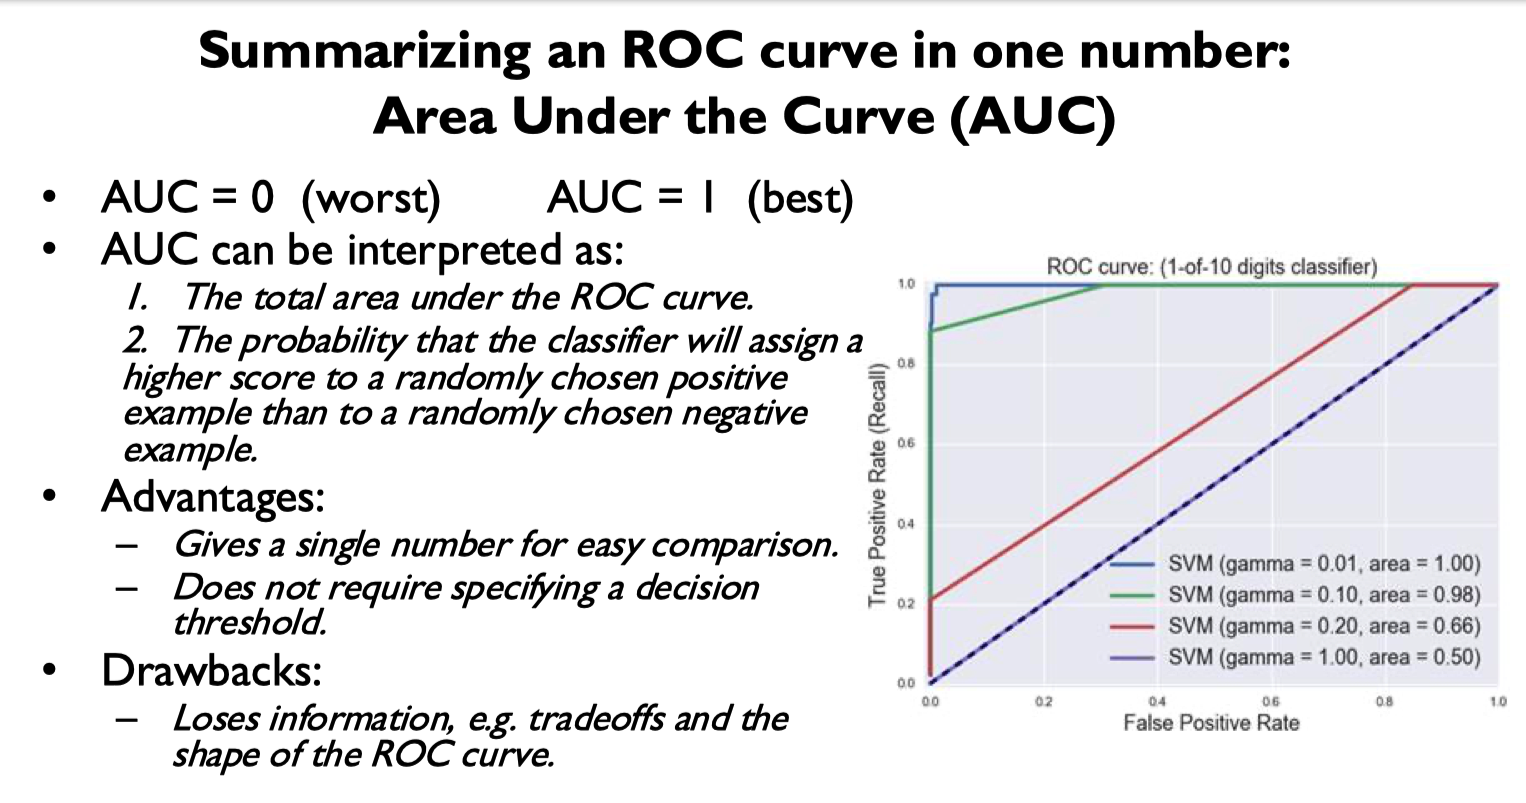 Summarizing an ROC curve in one number:
Area Under the Curve (AUC)
• AUC = 0 (worst) AUC = 1 (best)
• AUC can be interpreted as:
1. The total area under the ROC curve.
2. The probability that the classifier will assign a
higher score to a randomly chosen positive
example than to a randomly chosen negative
example.
• Advantages:
– Gives a single number for easy comparison.
– Does not require specifying a decision
threshold.
• Drawbacks:
– Loses information, e.g. tradeoffs and the
shape of the ROC curve.
ROC curve: (1-of-10 digits classifier)
True Positive Rate (Recall)
1.0
0.8
0.6
0.4
0.2
0.0
SVM (gamma = 0.01, area = 1.00)
SVM (gamma = 0.10, area = 0.98)
SVM (gamma = 0.20, area = 0.66)
SVM (gamma = 1.00, area = 0.50)
0.0 0.2 0.4 0.6 0.8 1.0
False Positive Rate